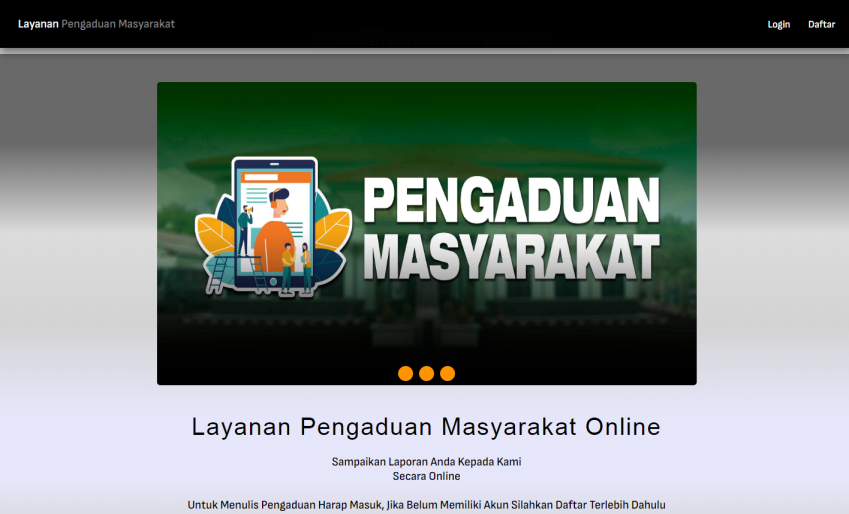 Layanan Pengaduan Masyarakat
Login
Daftar
PENGADUAN
MASYARAKAT
Layanan Pengaduan Masyarakat Online
Sampaikan Laporan Anda Kepada Kami
Secara Online
Untuk Menulis Pengaduan Harap Masuk, Jika Belum Memiliki Akun Silahkan Daftar Terlebih Dahulu